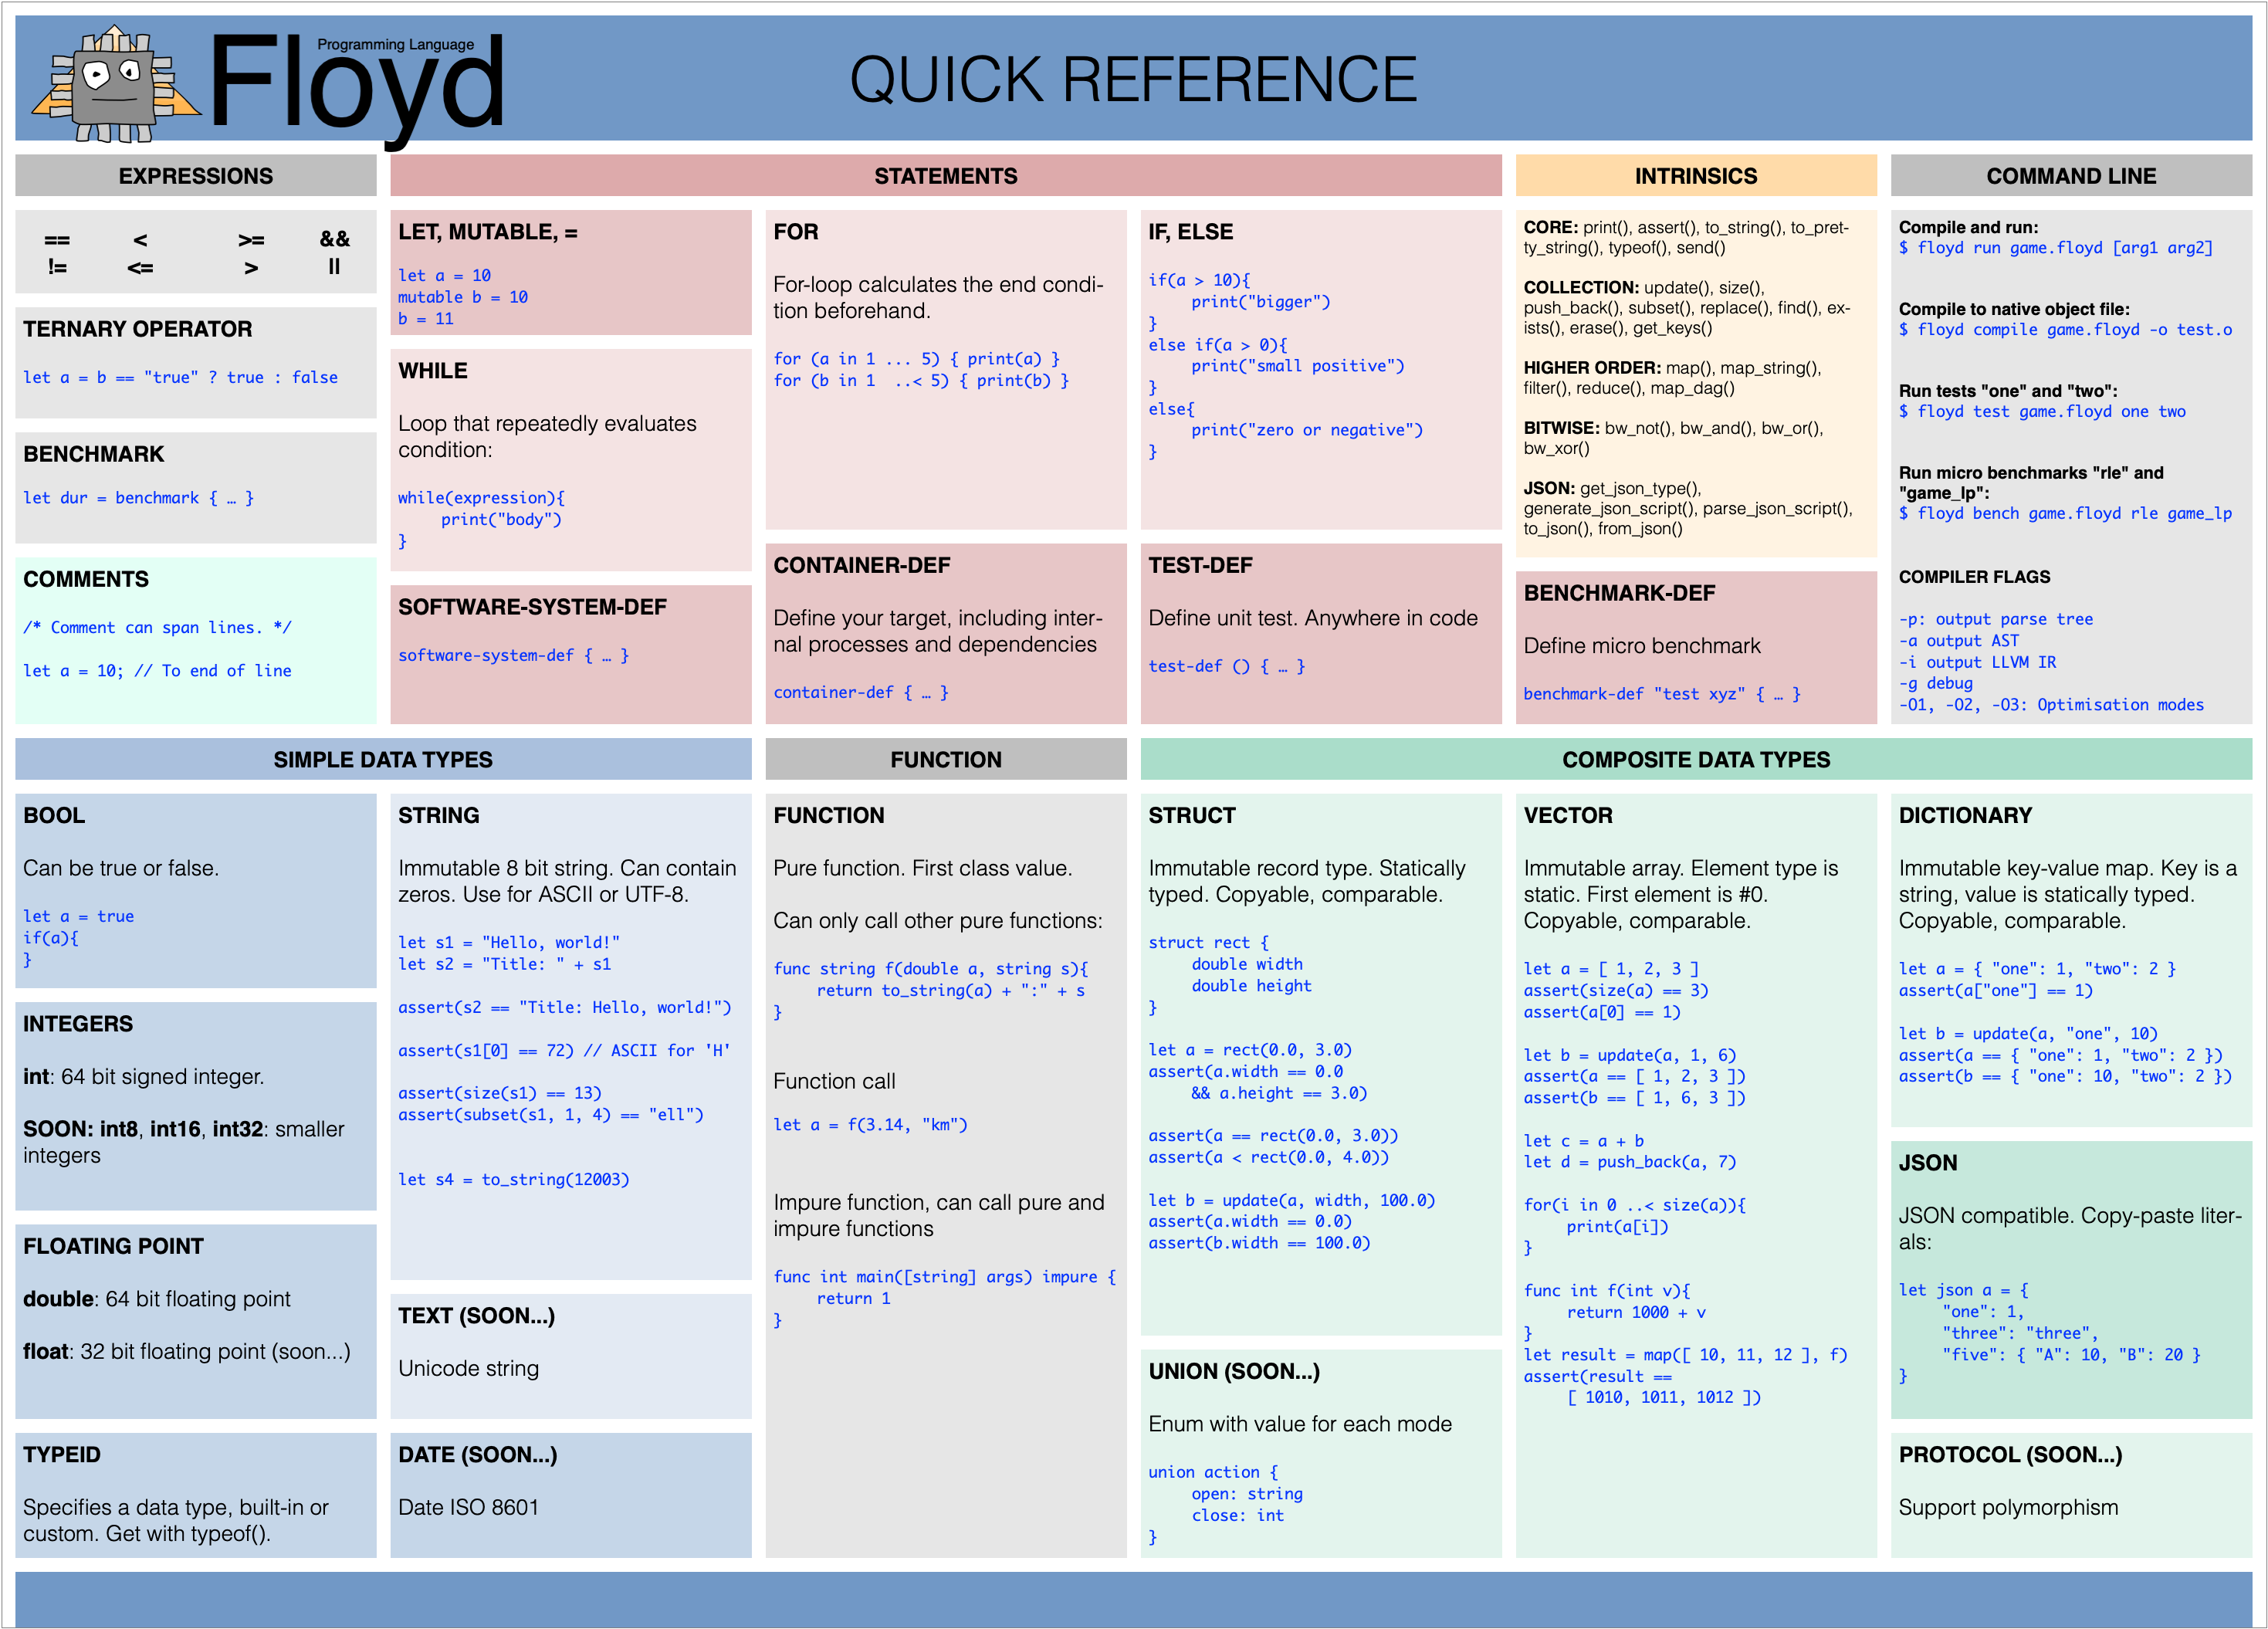 Programming Language
Floyd
QUICK REFERENCE
EXPRESSIONS
== < >= &&
!= <= > ||
TERNARY OPERATOR
let a = b == "true" ? true : false
BENCHMARK
let dur = benchmark { … }
COMMENTS
/* Comment can span lines. */
let a = 10; // To end of line
STATEMENTS
LET, MUTABLE, =
let a = 10
mutable b = 10
b = 11
WHILE
Loop that repeatedly evaluates
condition:
while(expression){
print("body")
}
SOFTWARE-SYSTEM-DEF
software-system-def { … }
FOR
For-loop calculates the end condi-
tion beforehand.
for (a in 1 ... 5) { print(a) }
for (b in 1  ..< 5) { print(b) }
CONTAINER-DEF
Define your target, including inter-
nal processes and dependencies
container-def { … }
IF, ELSE
if(a > 10){
print("bigger")
}
else if(a > 0){
print("small positive")
}
else{
print("zero or negative")
}
TEST-DEF
Define unit test. Anywhere in code
test-def () { … }
INTRINSICS
CORE: print(), assert(), to_string(), to_pret-
ty_string(), typeof(), send()
COLLECTION: update(), size(),
push_back(), subset(), replace(), find(), ex-
ists(), erase(), get_keys()
HIGHER ORDER: map(), map_string(),
filter(), reduce(), map_dag()
BITWISE: bw_not(), bw_and(), bw_or(),
bw_xor()
JSON: get_json_type(),
generate_json_script(), parse_json_script(),
to_json(), from_json()
BENCHMARK-DEF
Define micro benchmark
benchmark-def "test xyz" { … }
COMMAND LINE
Compile and run:
$ floyd run game.floyd [arg1 arg2]
Compile to native object file:
$ floyd compile game.floyd -o test.o
Run tests "one" and "two":
$ floyd test game.floyd one two
Run micro benchmarks "rle" and
"game_lp":
$ floyd bench game.floyd rle game_lp
COMPILER FLAGS
-p: output parse tree
-a output AST
-i output LLVM IR
-g debug
-O1, -O2, -O3: Optimisation modes
SIMPLE DATA TYPES
BOOL
Can be true or false.
let a = true
if(a){
}
INTEGERS
int: 64 bit signed integer.
SOON: int8, int16, int32: smaller
integers
FLOATING POINT
double: 64 bit floating point
float: 32 bit floating point (soon...)
TYPEID
Specifies a data type, built-in or
custom. Get with typeof().
STRING
Immutable 8 bit string. Can contain
zeros. Use for ASCII or UTF-8.
let s1 = "Hello, world!"
let s2 = "Title: " + s1
assert(s2 == "Title: Hello, world!")
assert(s1[0] == 72) // ASCII for 'H'
assert(size(s1) == 13)
assert(subset(s1, 1, 4) == "ell")
let s4 = to_string(12003)
TEXT (SOON...)
Unicode string
DATE (SOON...)
Date ISO 8601
FUNCTION
FUNCTION
Pure function. First class value.
Can only call other pure functions:
func string f(double a, string s){
return to_string(a) + ":" + s
}
Function call
let a = f(3.14, "km")
Impure function, can call pure and
impure functions
func int main([string] args) impure {
return 1
}
COMPOSITE DATA TYPES
STRUCT
Immutable record type. Statically
typed. Copyable, comparable.
struct rect {
double width
double height
}
let a = rect(0.0, 3.0)
assert(a.width == 0.0
&& a.height == 3.0)
assert(a == rect(0.0, 3.0))
assert(a < rect(0.0, 4.0))
let b = update(a, width, 100.0)
assert(a.width == 0.0)
assert(b.width == 100.0)
UNION (SOON...)
Enum with value for each mode
union action {
open: string
close: int
}
VECTOR
Immutable array. Element type is
static. First element is #0.
Copyable, comparable.
let a = [ 1, 2, 3 ]
assert(size(a) == 3)
assert(a[0] == 1)
let b = update(a, 1, 6)
assert(a == [ 1, 2, 3 ])
assert(b == [ 1, 6, 3 ])
let c = a + b
let d = push_back(a, 7)
for(i in 0 ..< size(a)){
print(a[i])
}
func int f(int v){
return 1000 + v
}
let result = map([ 10, 11, 12 ], f)
assert(result ==
[ 1010, 1011, 1012 ])
DICTIONARY
Immutable key-value map. Key is a
string, value is statically typed.
Copyable, comparable.
let a = { "one": 1, "two": 2 }
assert(a["one"] == 1)
let b = update(a, "one", 10)
assert(a == { "one": 1, "two": 2 })
assert(b == { "one": 10, "two": 2 })
JSON
JSON compatible. Copy-paste liter-
als:
let json a = {
"one": 1,
"three": "three",
"five": { "A": 10, "B": 20 }
}
PROTOCOL (SOON...)
Support polymorphism